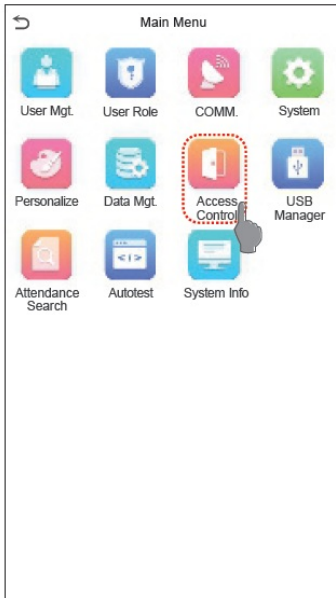 Main Menu
User Mgt.
User Role
COMM.
System
Personalize
Data Mgt.
Access
Control
USB
Manager
Attendance
Search
Autotest
System Info